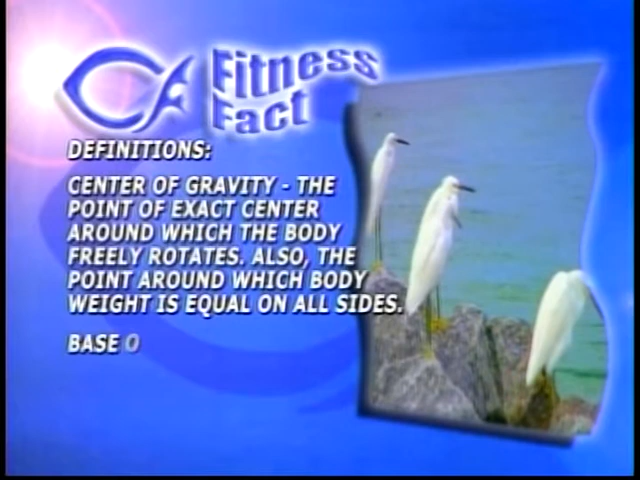 Fitness
Fact
DEFINITIONS:
CENTER OF GRAVITY - THE
POINT OF EXACT CENTER
AROUND WHICH THE BODY
FREELY ROTATES. ALSO, THE
POINT AROUND WHICH BODY
WEIGHT IS EQUAL ON ALL SIDES.
BASE O